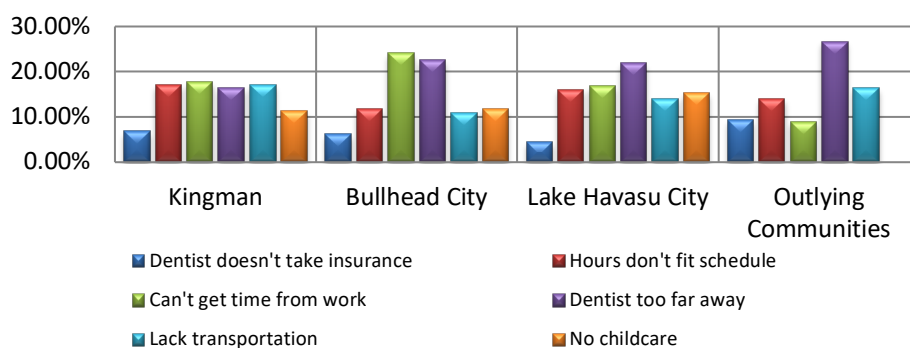 30.00%
20.00%
10.00%
0.00%
Kingman
Bullhead City
Lake Havasu City
Outlying
Communities
Dentist doesn't take insurance
Hours don't fit schedule
Can't get time from work
Dentist too far away
Lack transportation
No childcare